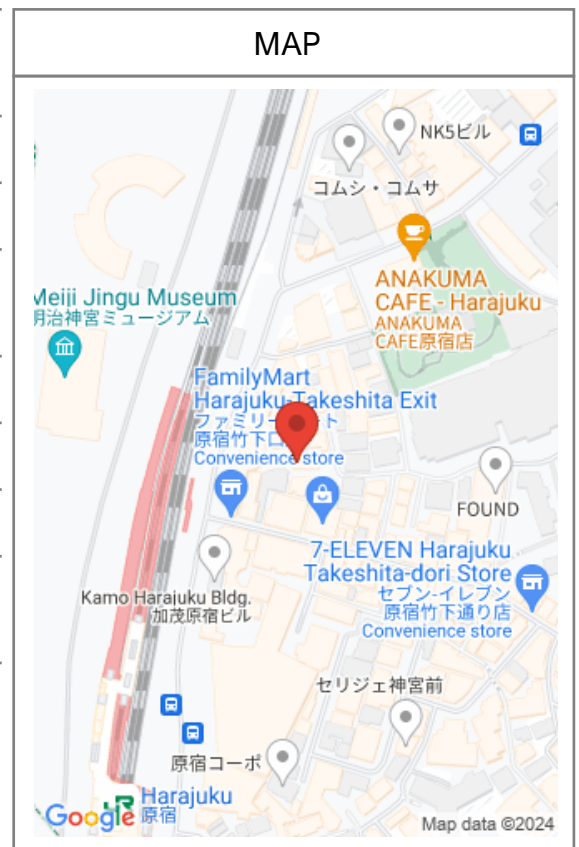 MAP
NK5ビル
コムシ・コムサ
ANAKUMA
CAFE - Harajuku
ANAKUMA
CAFE原宿店
Meiji Jingu Museum
明治神宮ミュージアム
FamilyMart
Harajuku-Takeshita Exit
ファミリー ート
原宿竹下口
Convenience store
FOUND
7-ELEVEN Harajuku
Takeshita-dori Store
セブン-イレブン
原宿竹下通り店
Convenience store
Kamo Harajuku Bldg.
加茂原宿ビル
セリジェ神宮前
原宿コーポ
JR
Harajuku
原宿
Google
Map data ©2024